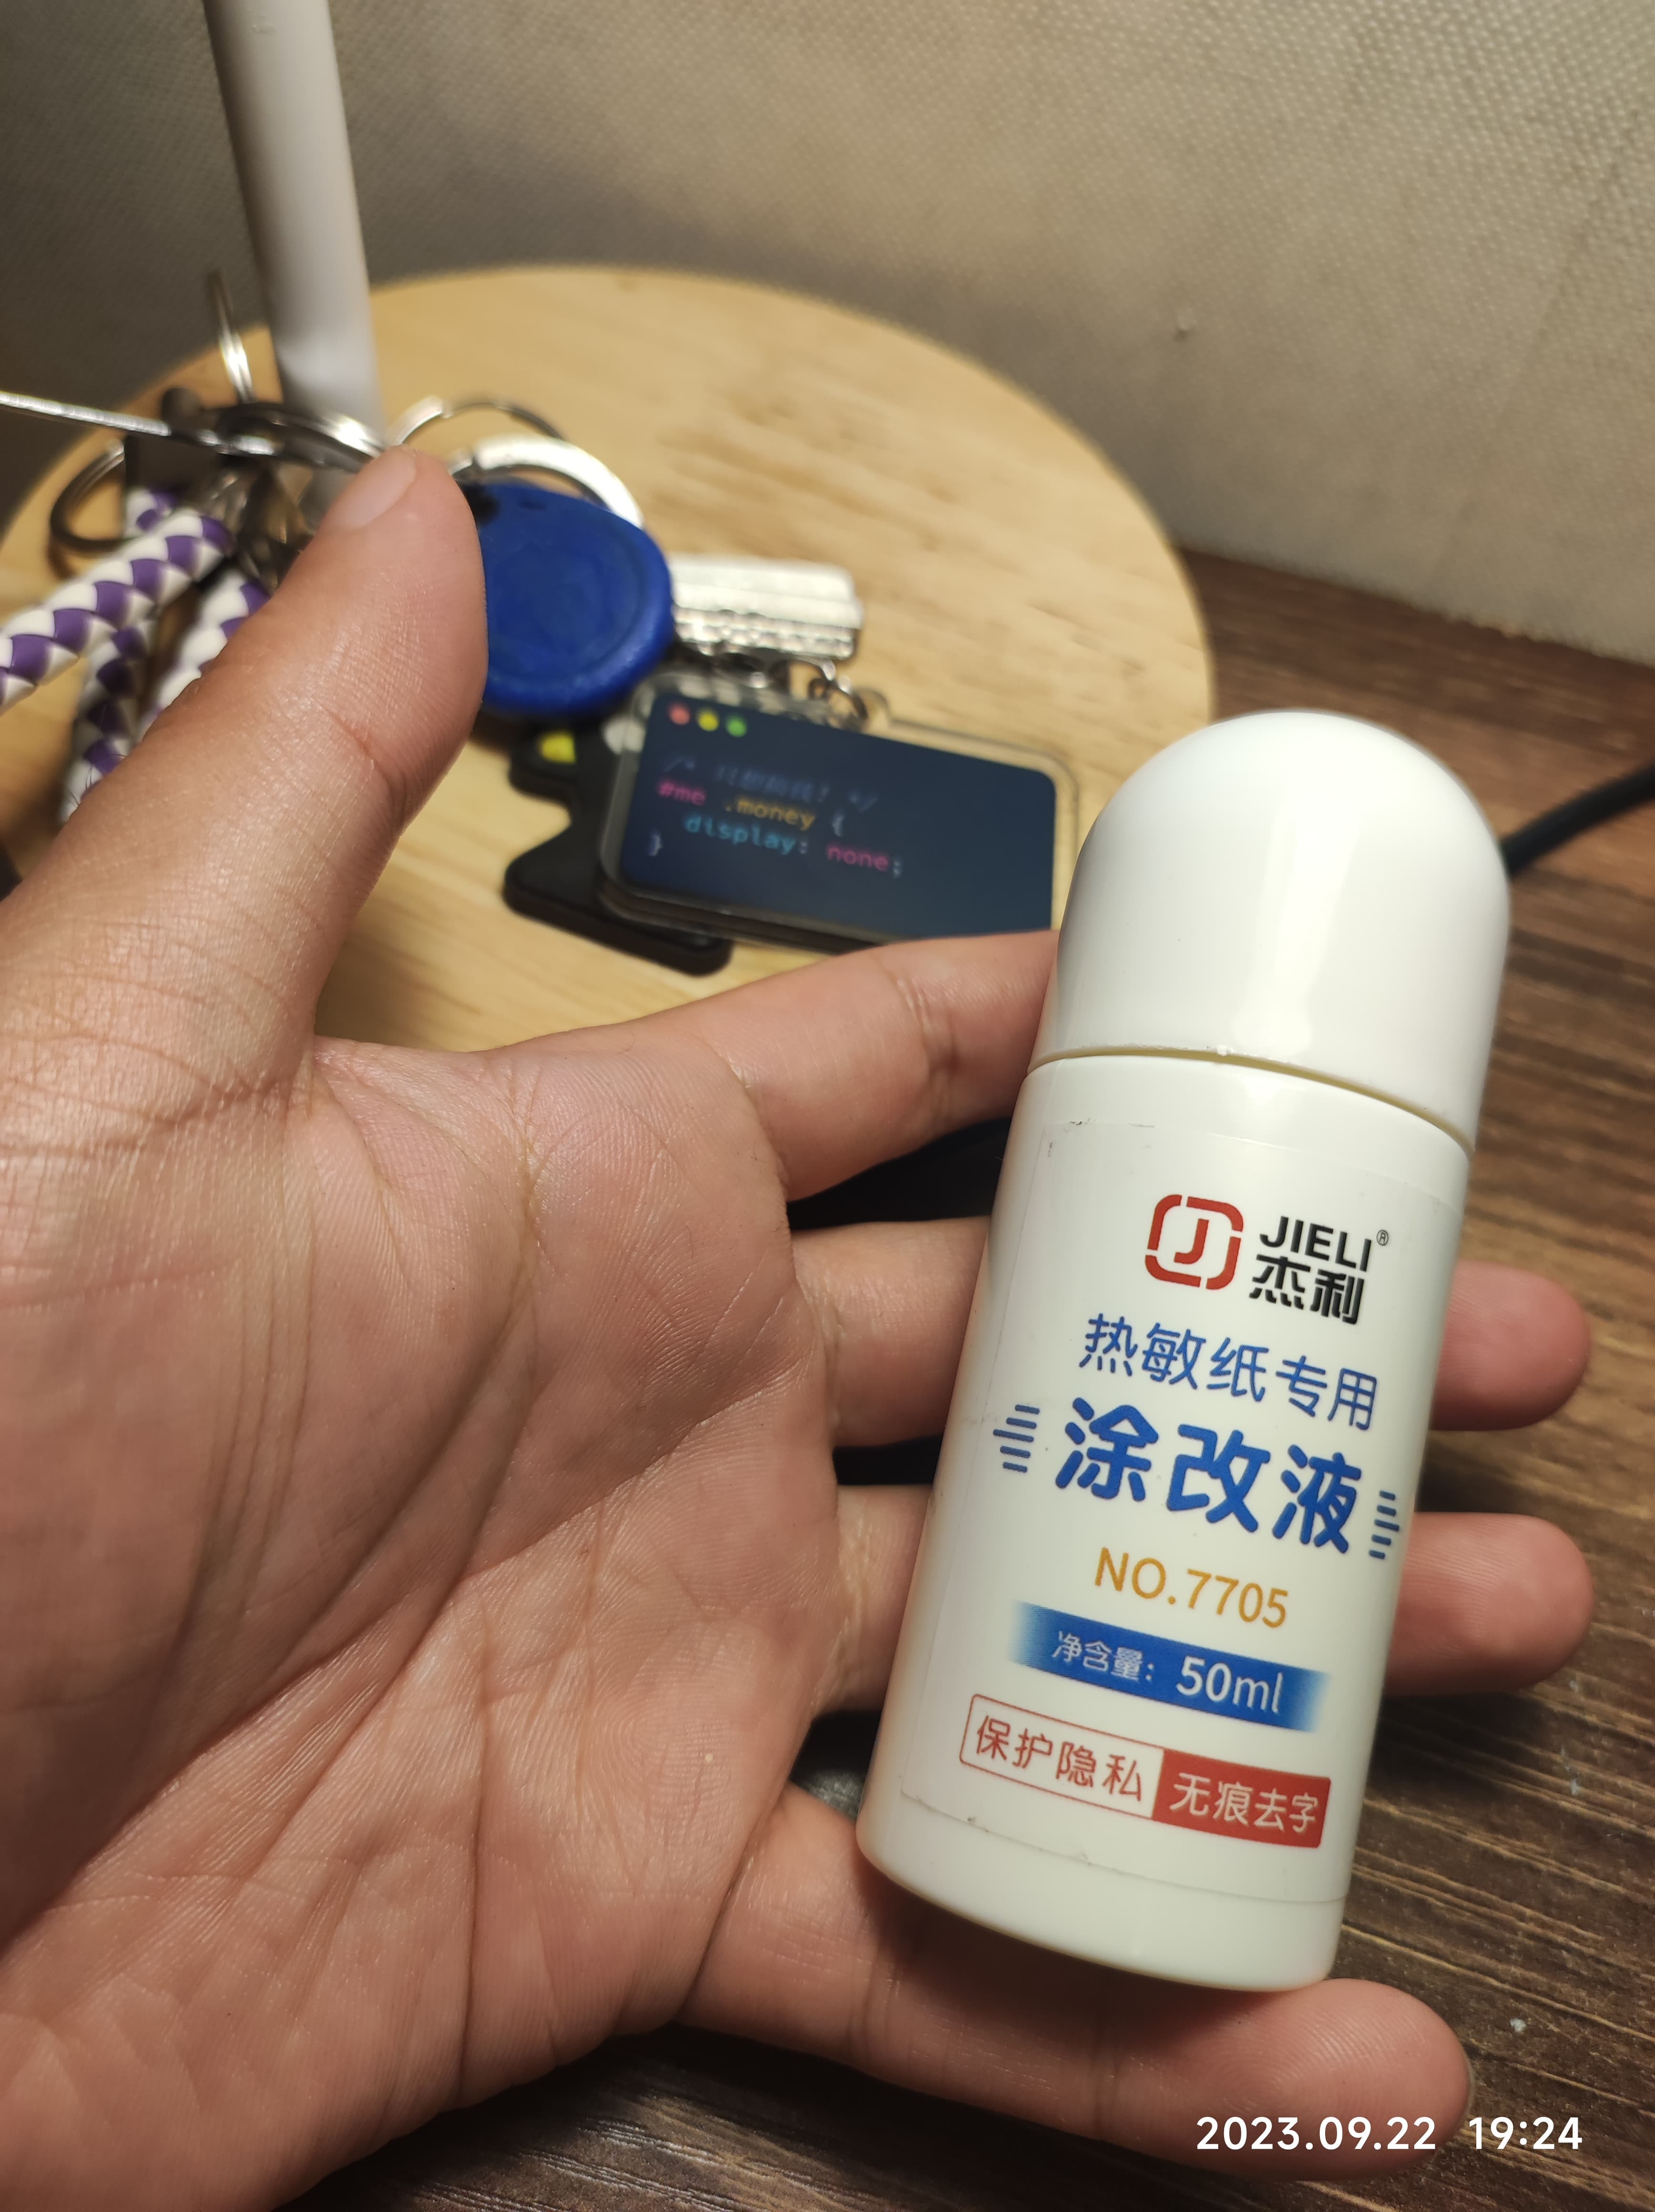 #me .money {
display: none;
}
JIELI®
杰利
热敏纸专用
涂改液
NO.7705
净含量：50ml
保护隐私 无痕去字
2023.09.22 19:24